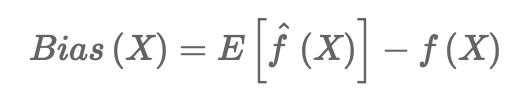 Bias (X) = E [f̂ (X)] − f (X)